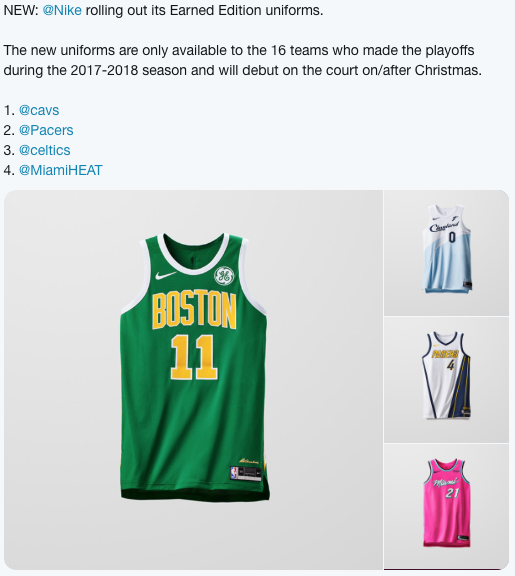 NEW: @Nike rolling out its Earned Edition uniforms.
The new uniforms are only available to the 16 teams who made the playoffs
during the 2017-2018 season and will debut on the court on/after Christmas.
1. @cavs
2. @Pacers
3. @celtics
4. @MiamiHEAT
BOSTON
11
Cleveland
0
PACERS
4
Miami
21